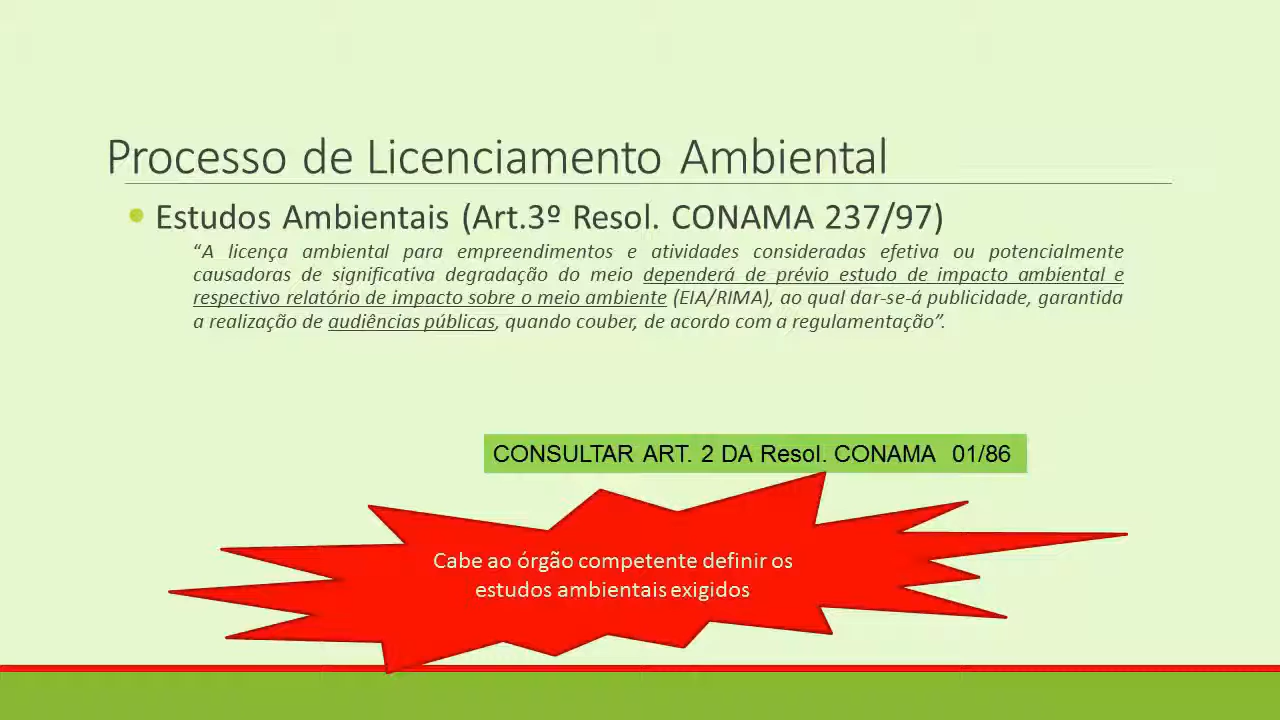 Processo de Licenciamento Ambiental
Estudos Ambientais (Art.3º Resol. CONAMA 237/97)
“A licença ambiental para empreendimentos e atividades consideradas efetiva ou potencialmente
causadoras de significativa degradação do meio dependerá de prévio estudo de impacto ambiental e
respectivo relatório de impacto sobre o meio ambiente (EIA/RIMA), ao qual dar-se-á publicidade, garantida
a realização de audiências públicas, quando couber, de acordo com a regulamentação”.
CONSULTAR ART. 2 DA Resol. CONAMA 01/86
Cabe ao órgão competente definir os
estudos ambientais exigidos